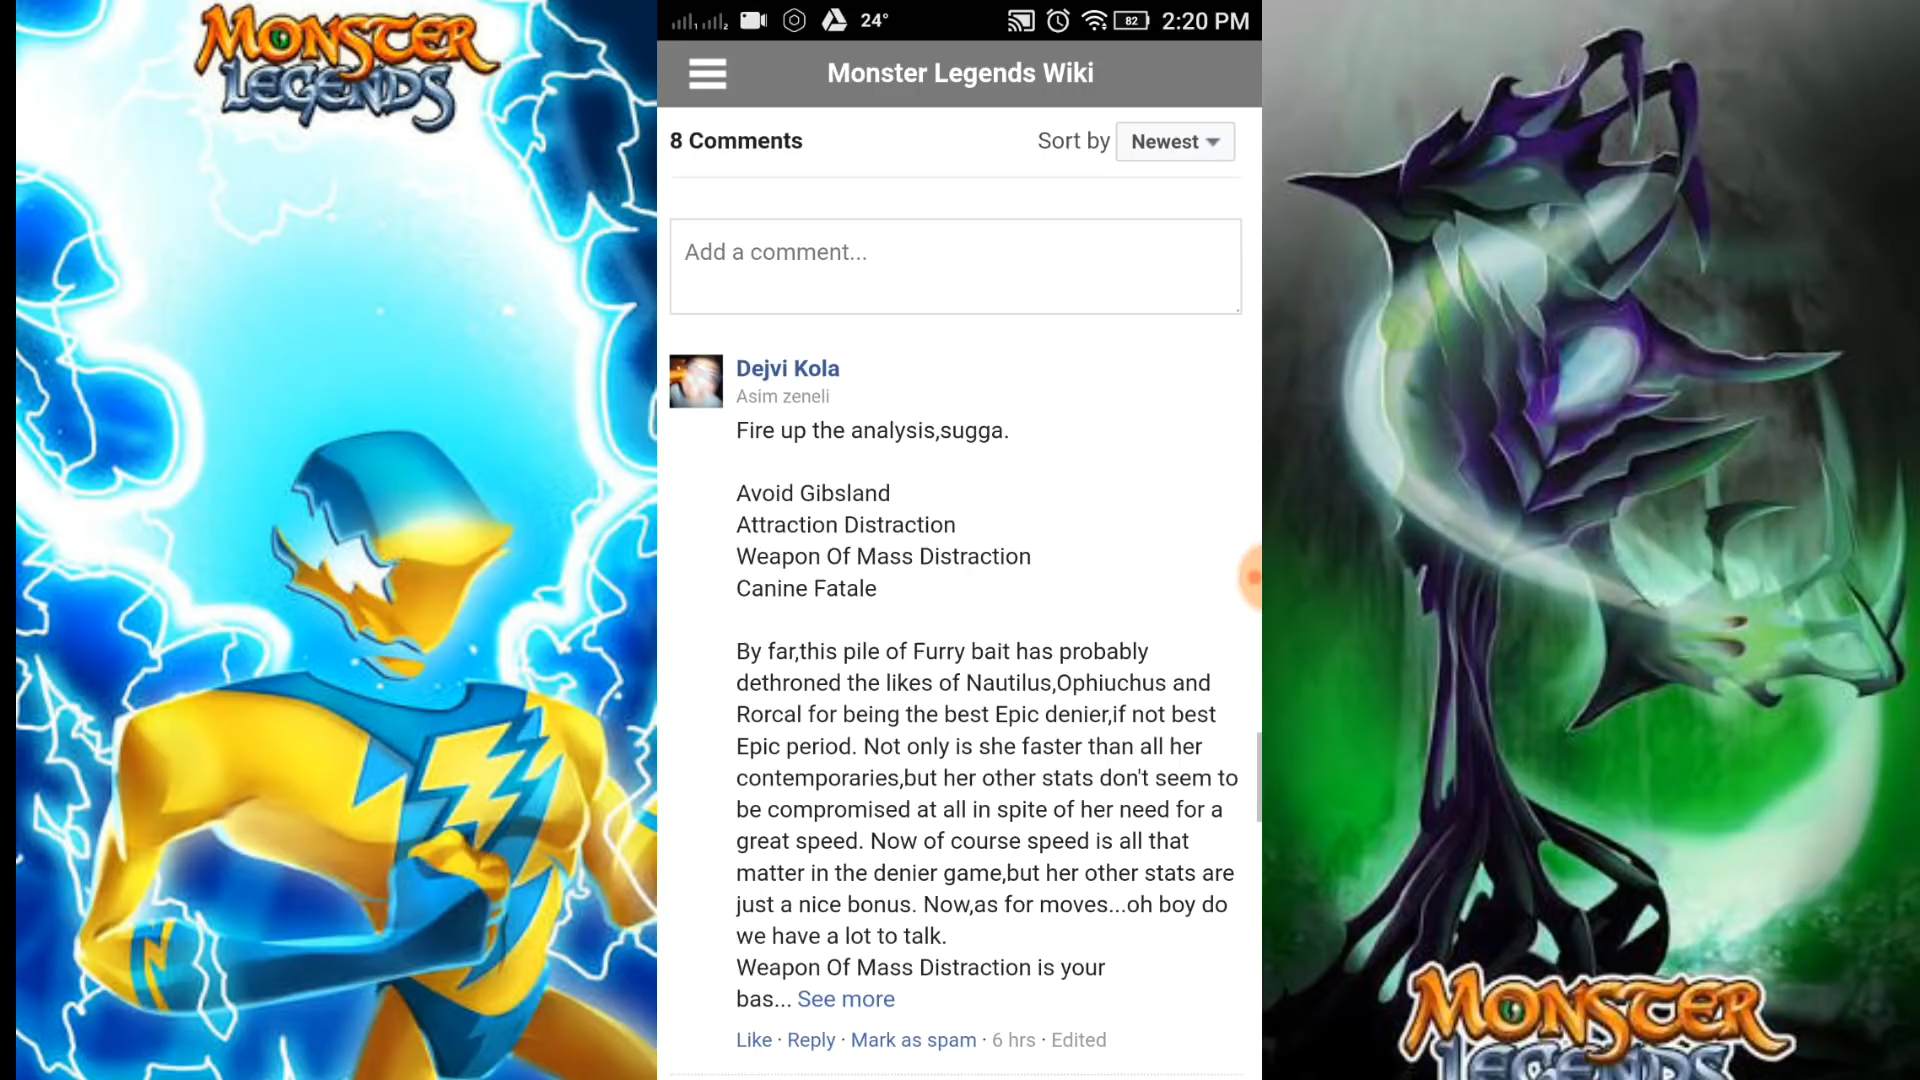 MONSTER
LEGENDS
24°
82
2:20 PM
Monster Legends Wiki
8 Comments
Sort by
Newest
Add a comment...
Dejvi Kola
Asim zeneli
Fire up the analysis,sugga.
Avoid Gibsland
Attraction Distraction
Weapon Of Mass Distraction
Canine Fatale
By far,this pile of Furry bait has probably
dethroned the likes of Nautilus,Ophiuchus and
Rorcal for being the best Epic denier,if not best
Epic period. Not only is she faster than all her
contemporaries,but her other stats don't seem to
be compromised at all in spite of her need for a
great speed. Now of course speed is all that
matter in the denier game,but her other stats are
just a nice bonus. Now,as for moves...oh boy do
we have a lot to talk.
Weapon Of Mass Distraction is your
bas... See more
Like · Reply · Mark as spam · 6 hrs · Edited
MONSTER
LEGENDS